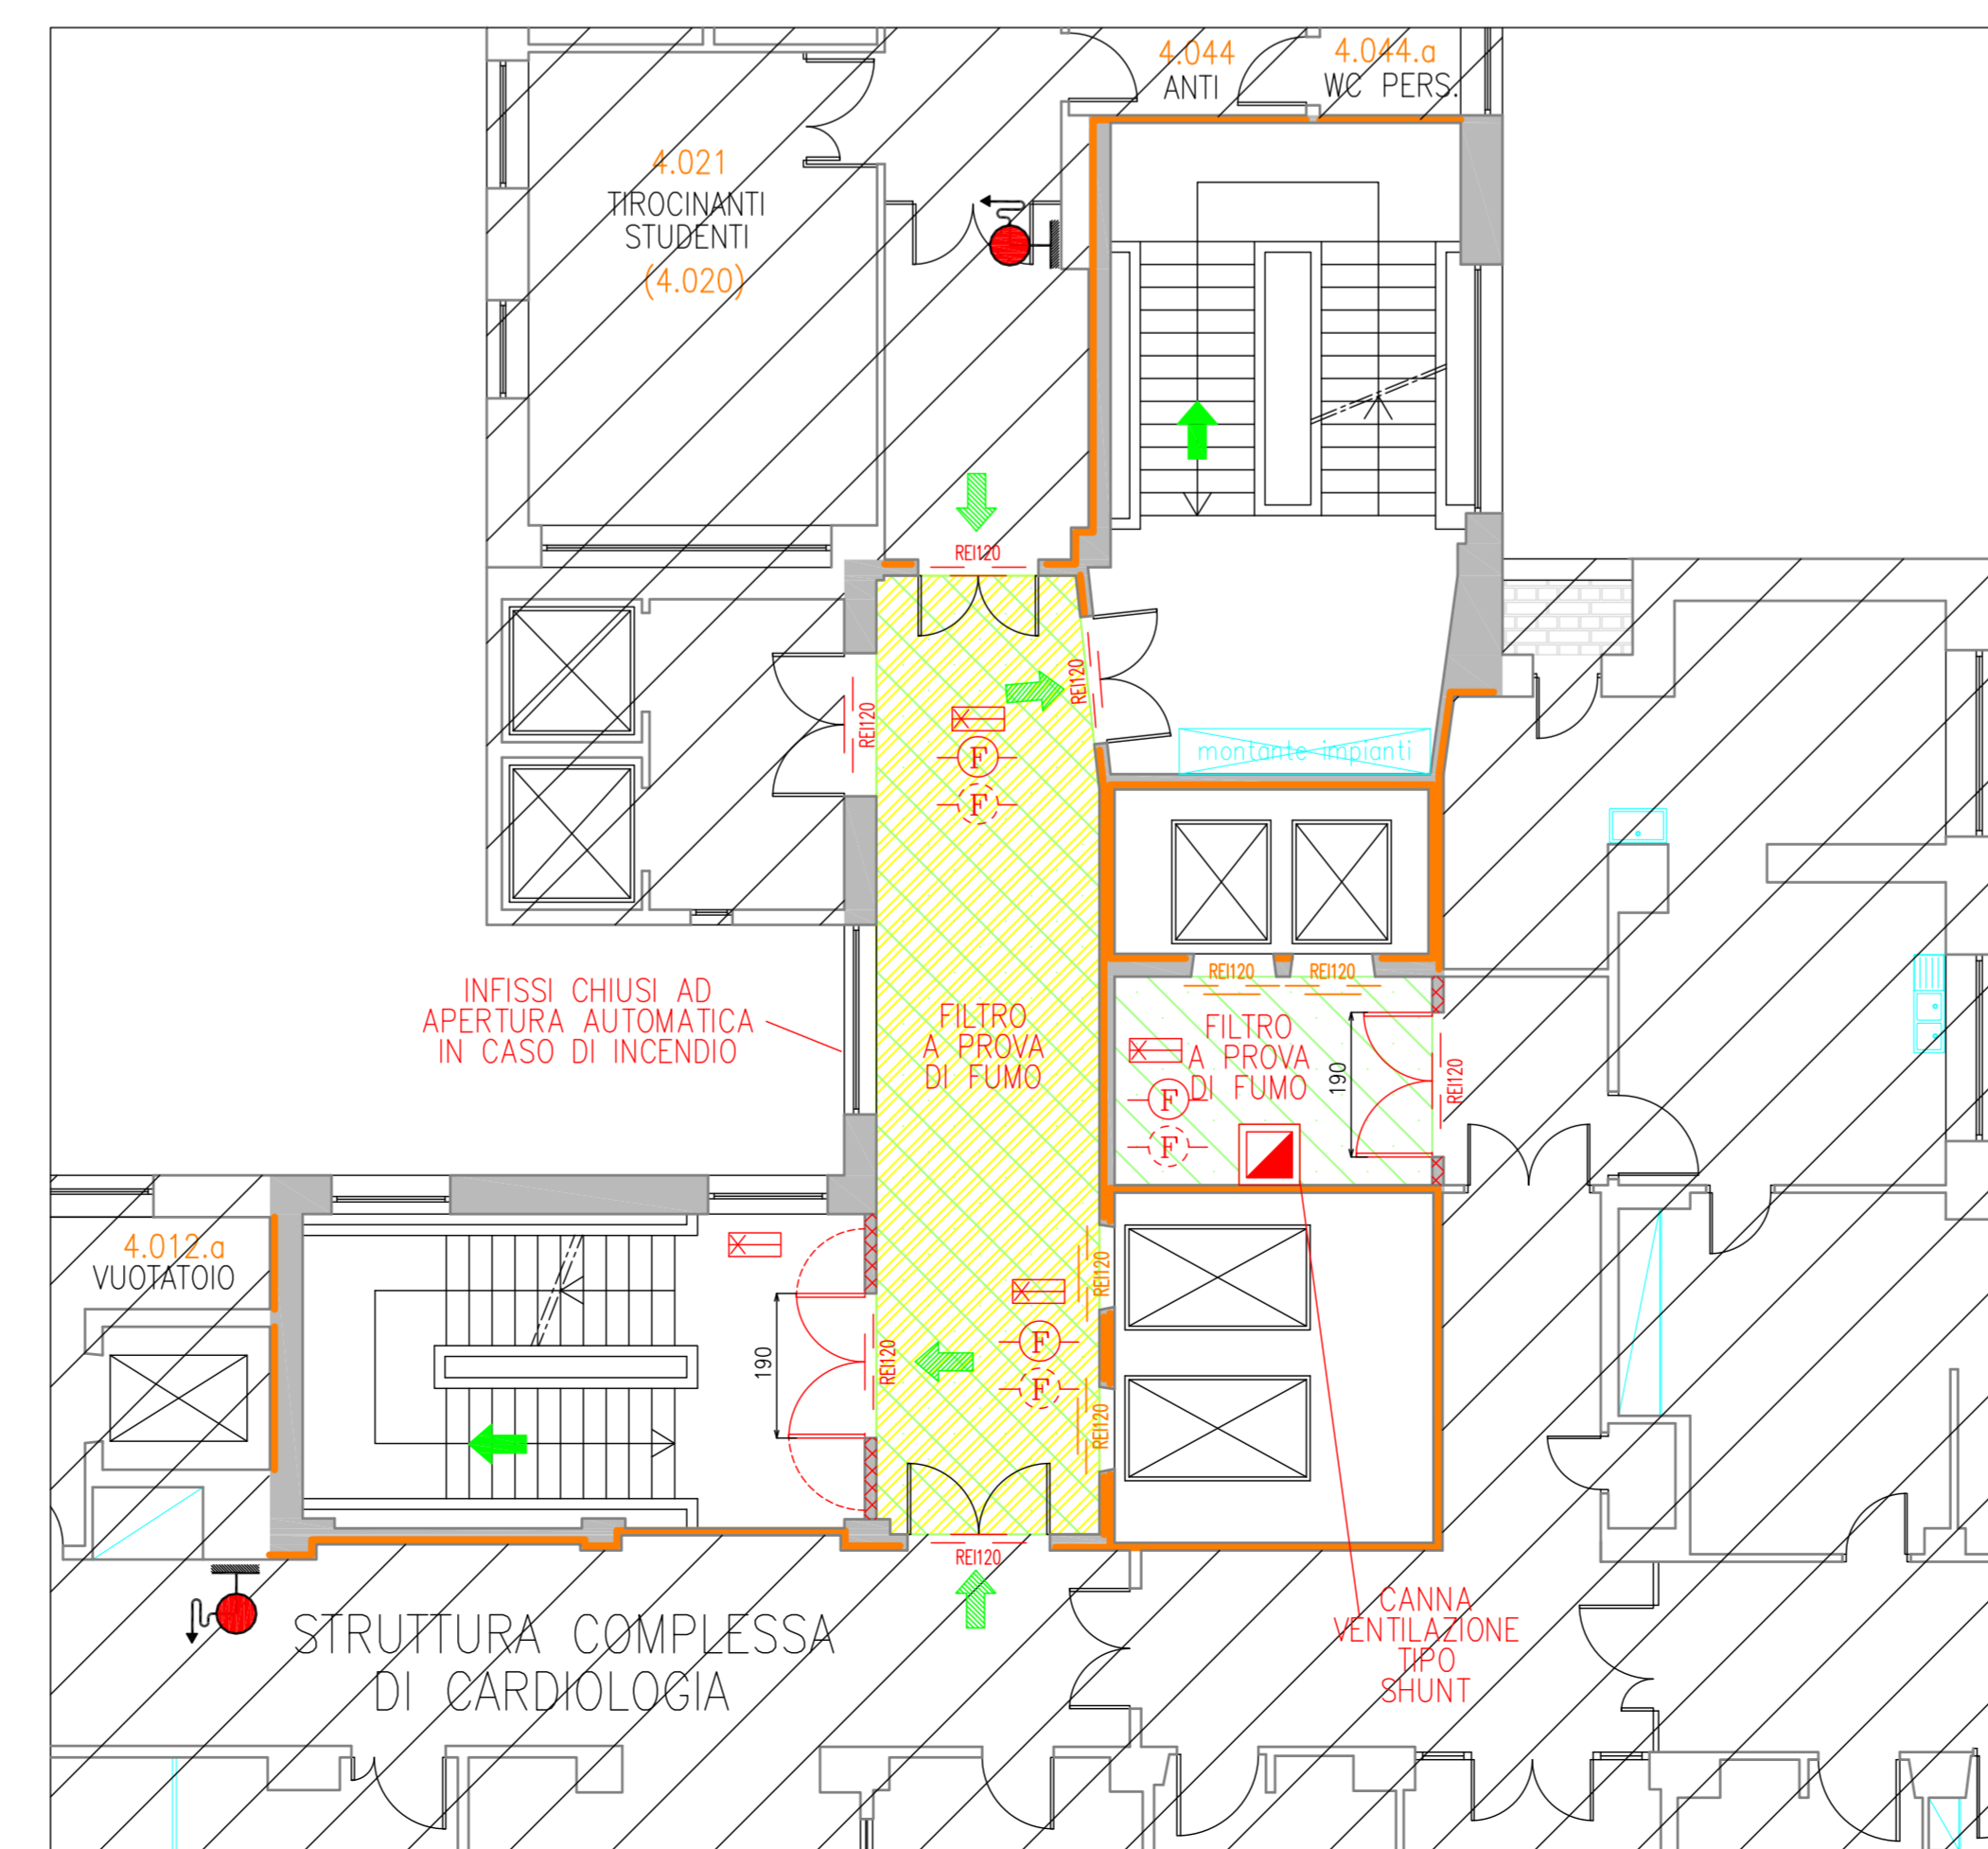 4.044
ANTI
4.044.a
WC PERS.
4.021
TIROCINANTI
STUDENTI
(4.020)
REI120
REI120
REI120
F
F
montante impianti
INFISSI CHIUSI AD
APERTURA AUTOMATICA
IN CASO DI INCENDIO
FILTRO
A PROVA
DI FUMO
REI120
REI120
FILTRO
A PROVA
DI FUMO
F
F
190
REI120
4.012.a
VUOTATOIO
190
REI120
F
F
REI120
REI120
REI120
STRUTTURA COMPLESSA
DI CARDIOLOGIA
CANNA
VENTILAZIONE
TIPO
SHUNT